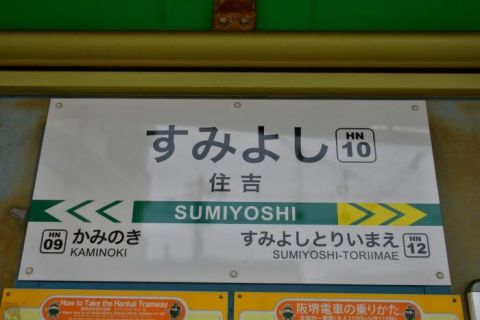 すみよし
HN
10
住吉
SUMIYOSHI
HN
09
かみのき
KAMINOKI
すみよしとりいまえ
SUMIYOSHI-TORIIMAE
HN
12
How to Take the Hankai Tramway
阪堺電車の乗りかた